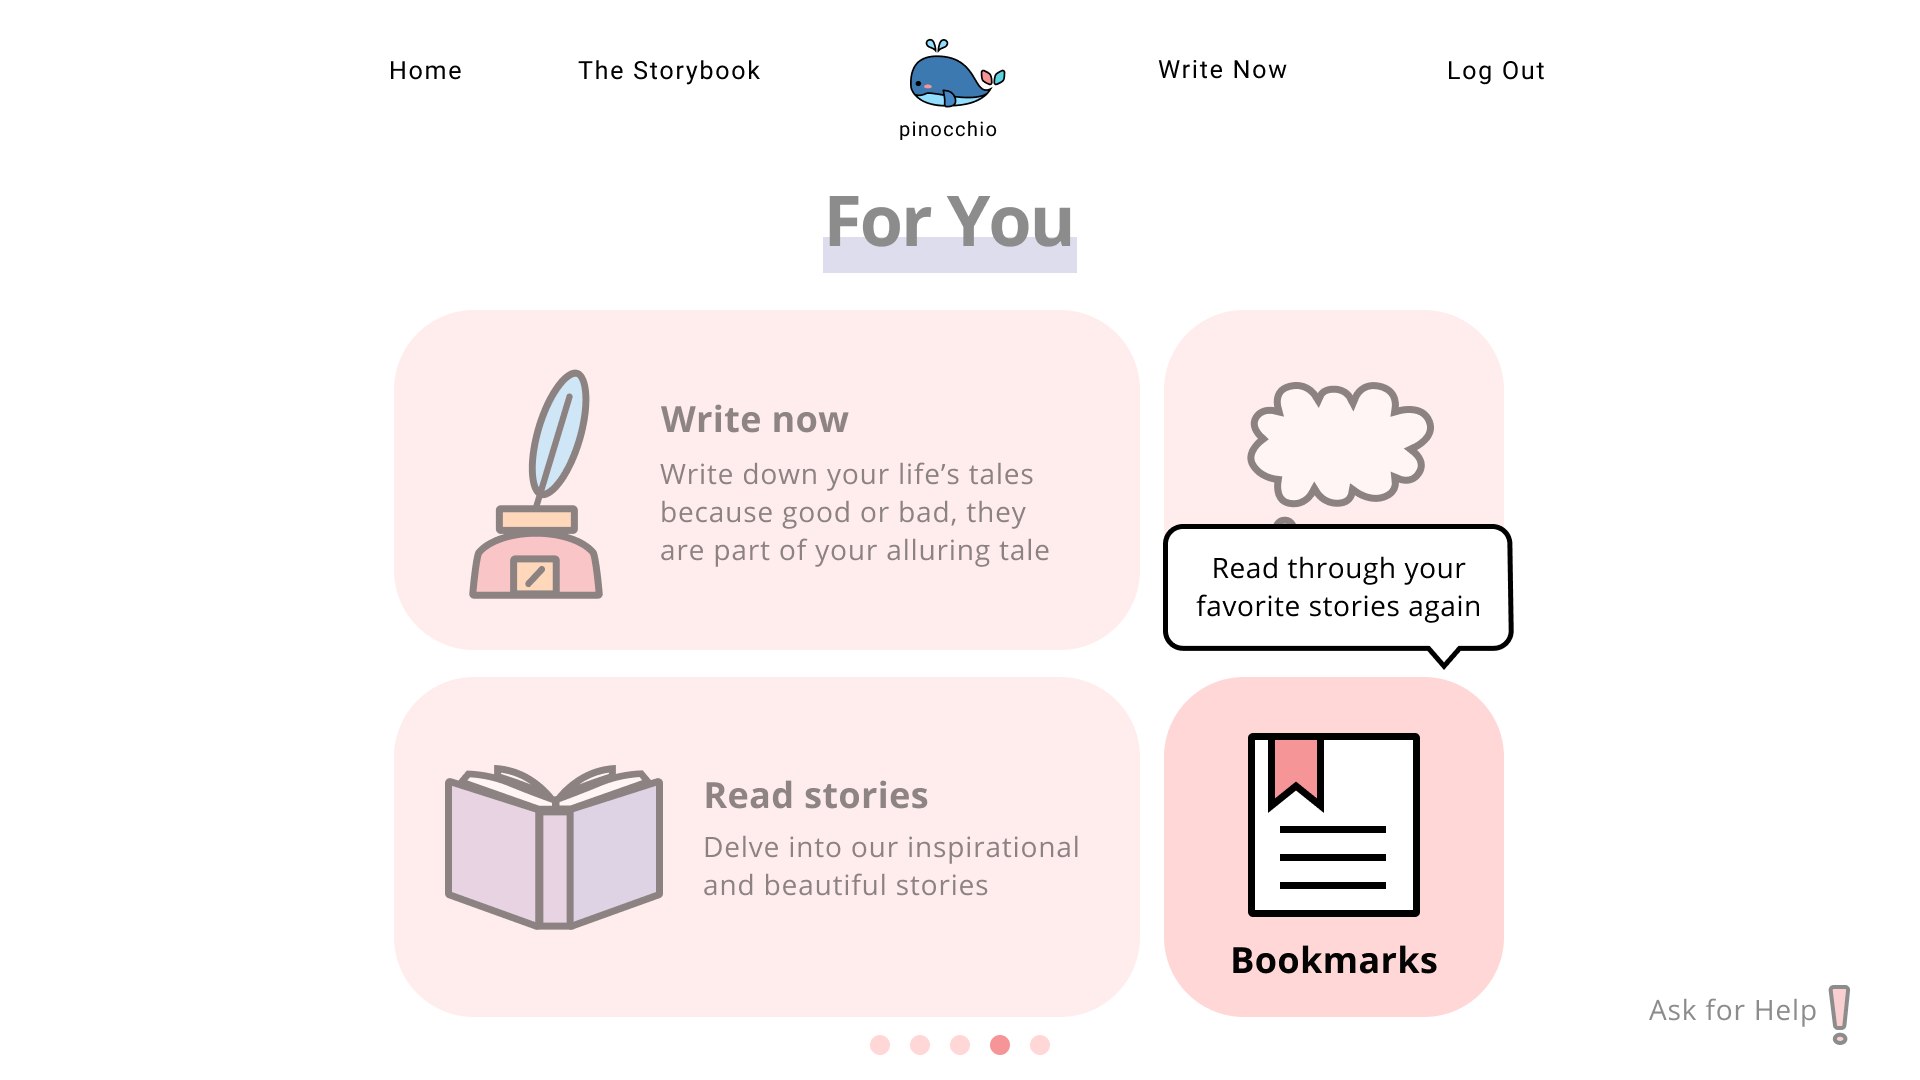 Home
The Storybook
pinocchio
Write Now
Log Out
For You
Write now
Write down your life’s tales
because good or bad, they
are part of your alluring tale
Read through your
favorite stories again
Read stories
Delve into our inspirational
and beautiful stories
Bookmarks
Ask for Help